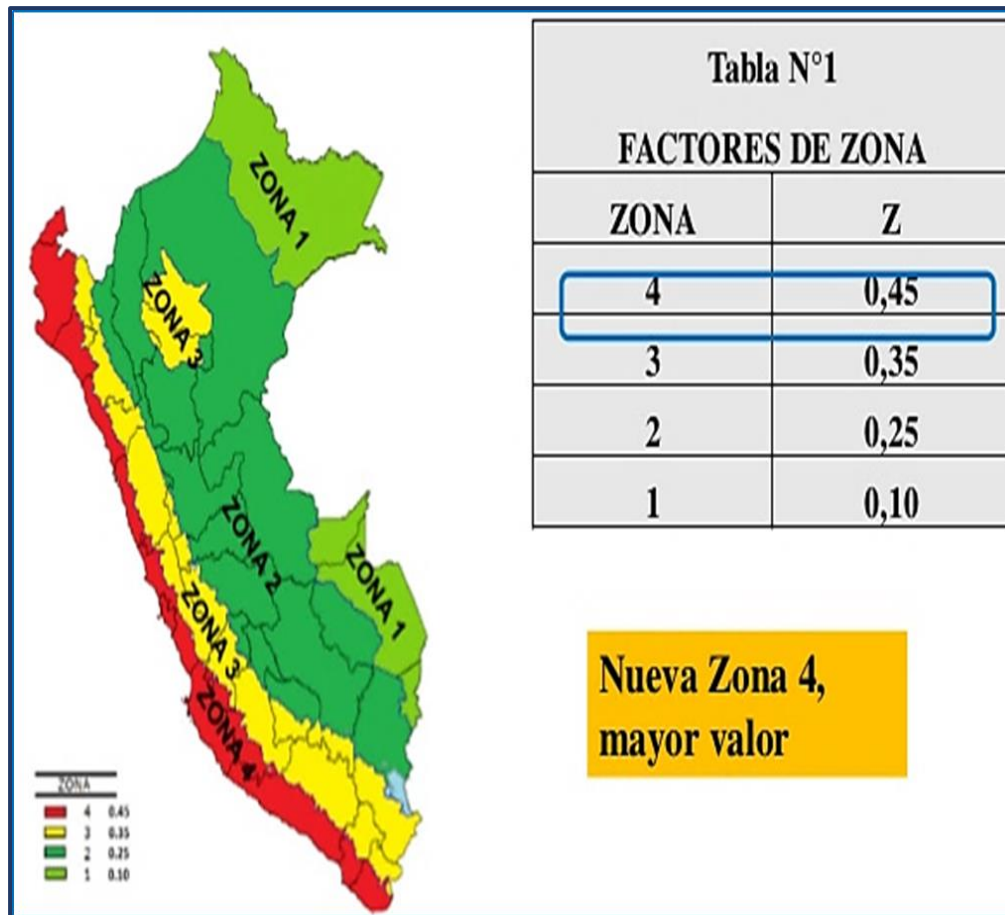 ZONA 1
ZONA 3
ZONA 2
ZONA 1
ZONA 3
ZONA 4
ZONA
4 0.45
3 0.35
2 0.25
1 0.10
Tabla N°1
FACTORES DE ZONA
ZONA Z
4 0,45
3 0,35
2 0,25
1 0,10
Nueva Zona 4,
mayor valor